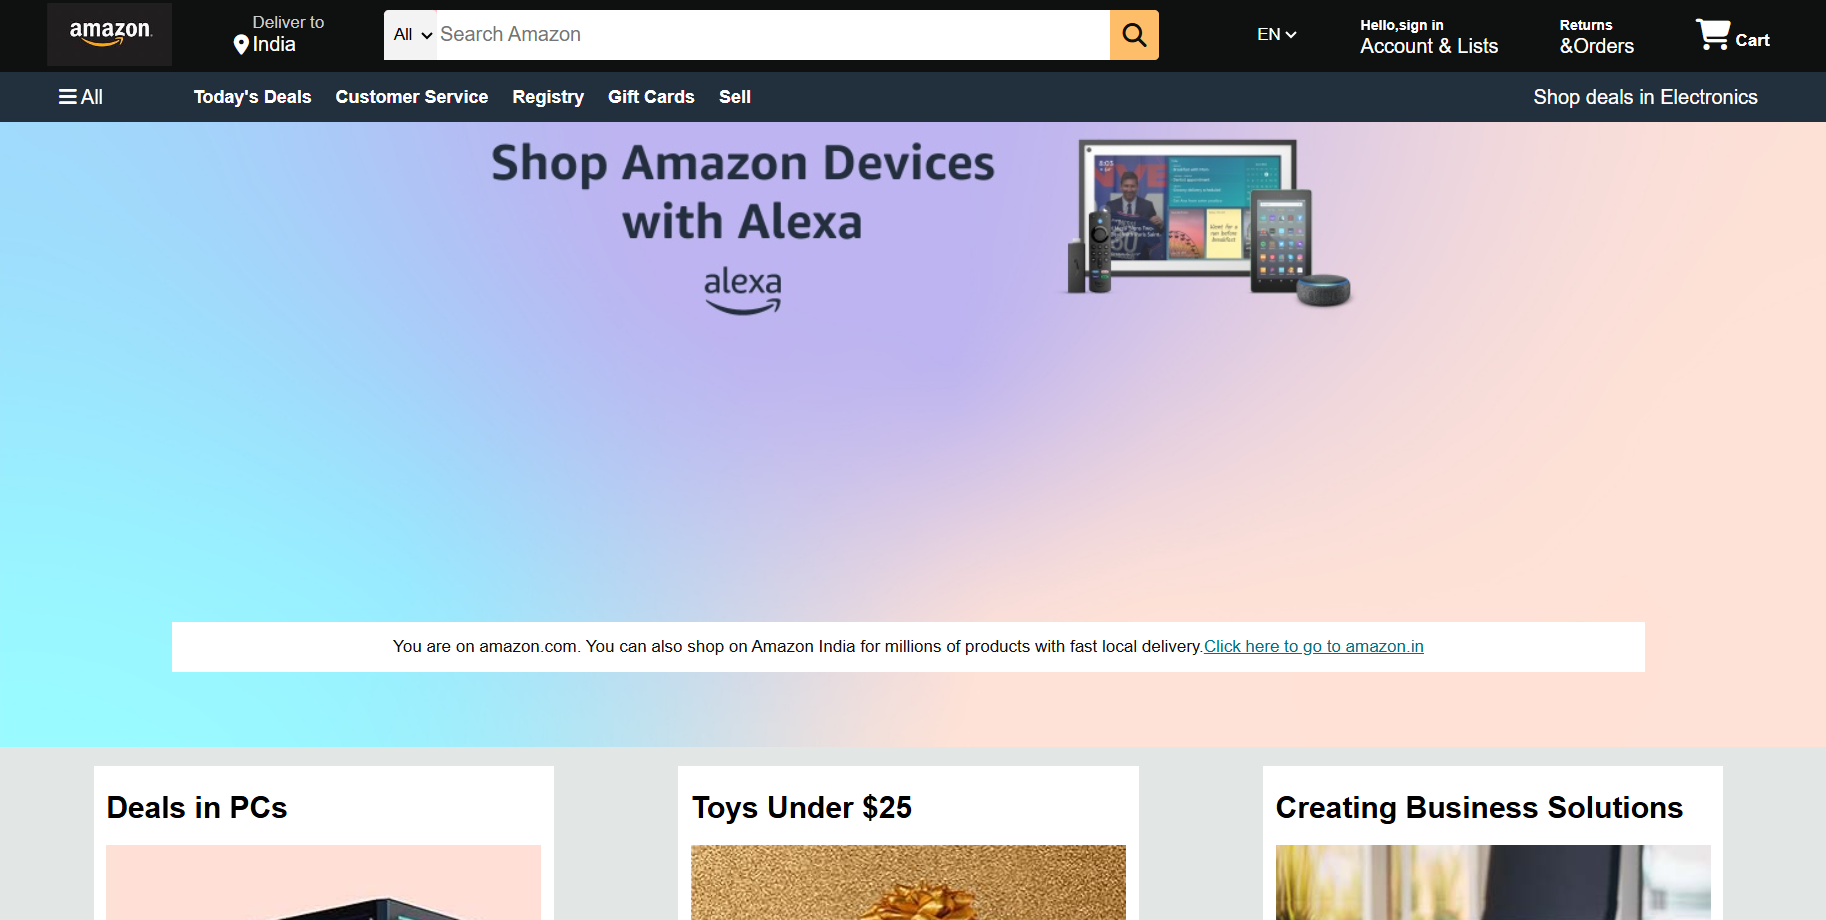 amazon
Deliver to
India
All
Search Amazon
EN
Hello,sign in
Account & Lists
Returns
&Orders
Cart
All
Today's Deals
Customer Service
Registry
Gift Cards
Sell
Shop deals in Electronics
Shop Amazon Devices
with Alexa
alexa
8:03
You are on amazon.com. You can also shop on Amazon India for millions of products with fast local delivery.Click here to go to amazon.in
Deals in PCs
Toys Under $25
Creating Business Solutions